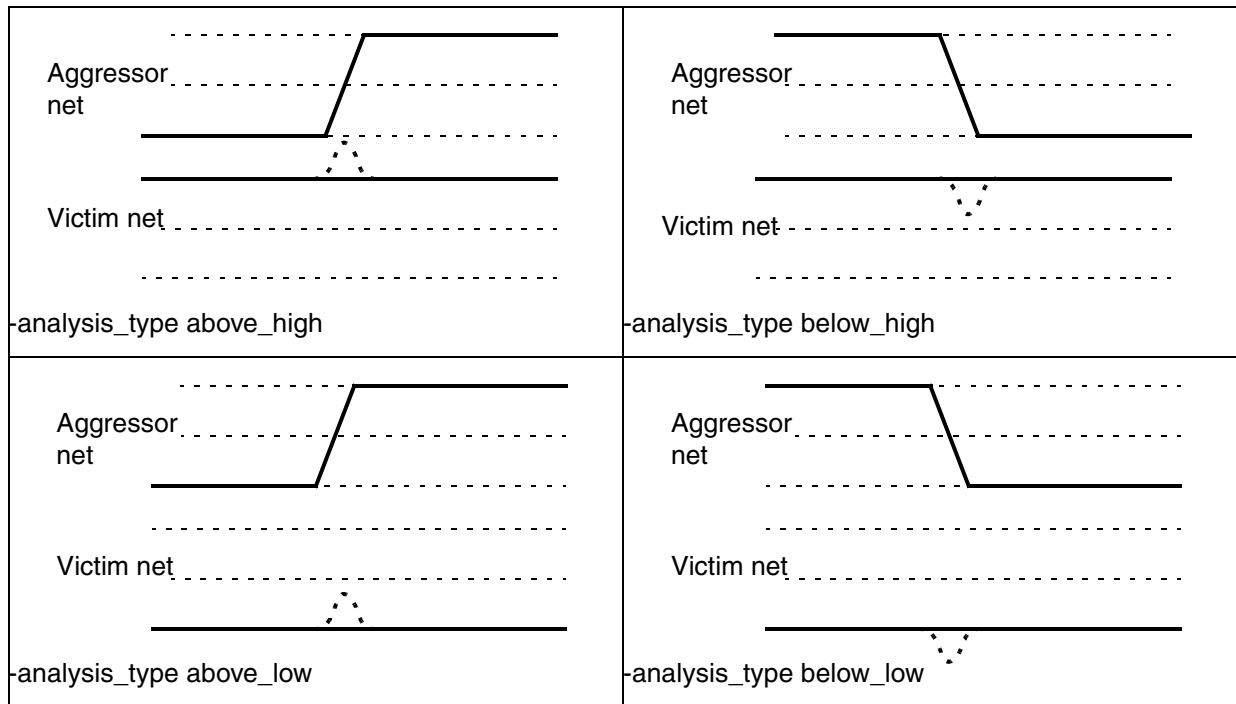 Aggressor
net
Victim net
-analysis_type above_high
Aggressor
net
Victim net
-analysis_type below_high
Aggressor
net
Victim net
-analysis_type above_low
Aggressor
net
Victim net
-analysis_type below_low